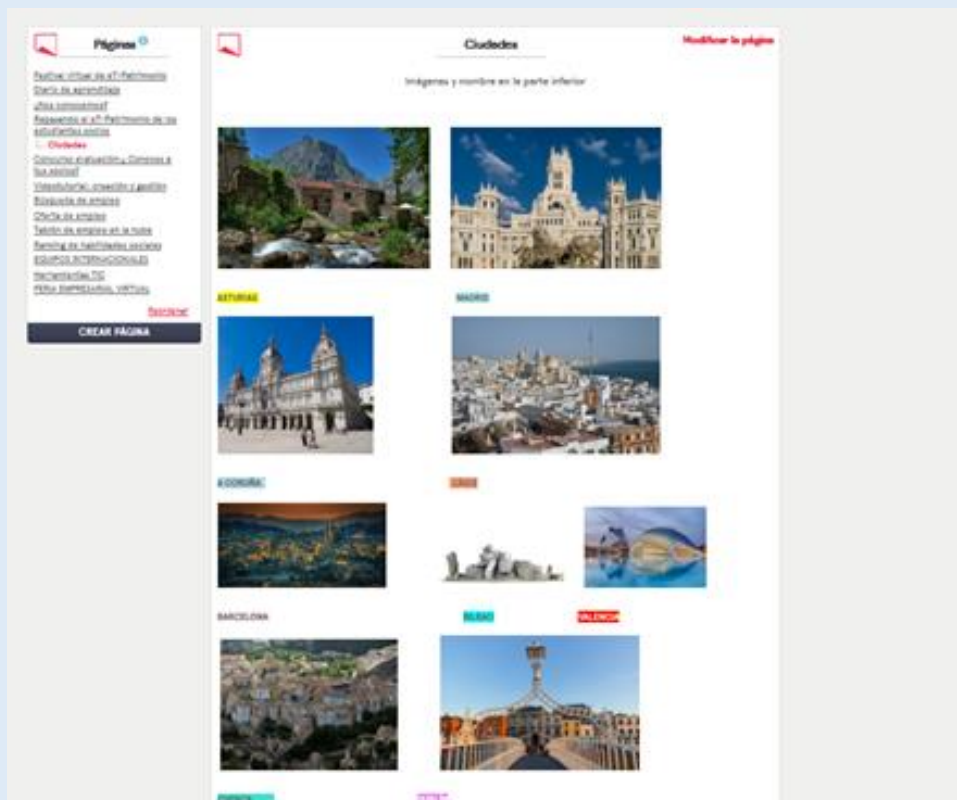 Páginas
Festival virtual de eT-Patrimonio
Diario de aprendizaje
¿Nos conocemos?
Repasando el eT-Patrimonio de los
estudiantes socios
Ciudades
Concurso evaluación ¿Conoces a
tus socios?
Videotutorial, creación y gestión
Búsqueda de empleo
Oferta de empleo
Tablón de empleo en la nube
Ranking de habilidades sociales
EQUIPOS INTERNACIONALES
Herramientas TIC
FERIA EMPRESARIAL VIRTUAL
Reordenar
CREAR PÁGINA
Ciudades
Modificar la página
Imágenes y nombre en la parte inferior
ASTURIAS
MADRID
A CORUÑA
CÁDIZ
BARCELONA
BILBAO
VALENCIA
CUENCA